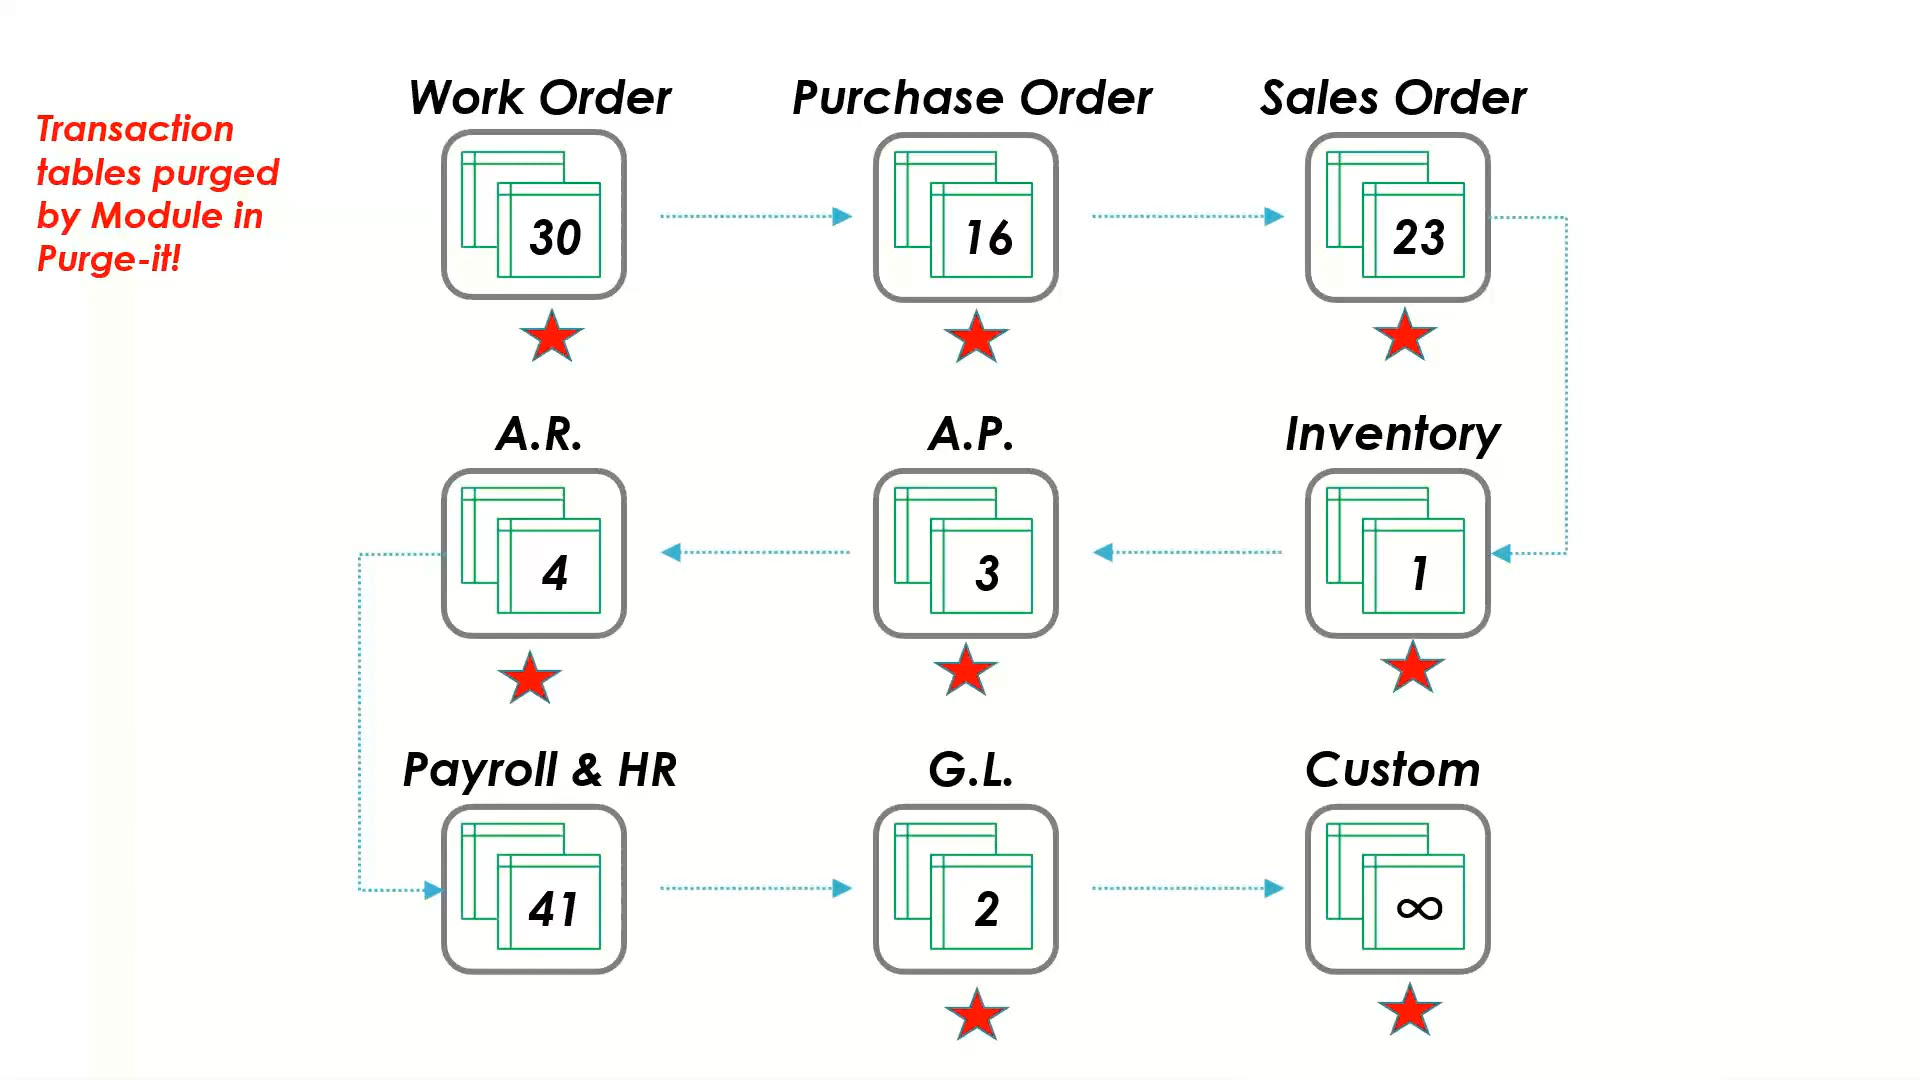 Transaction
tables purged
by Module in
Purge-it!
Work Order
Purchase Order
Sales Order
30
16
23
A.R.
A.P.
Inventory
4
3
1
Payroll & HR
G.L.
Custom
41
2
∞